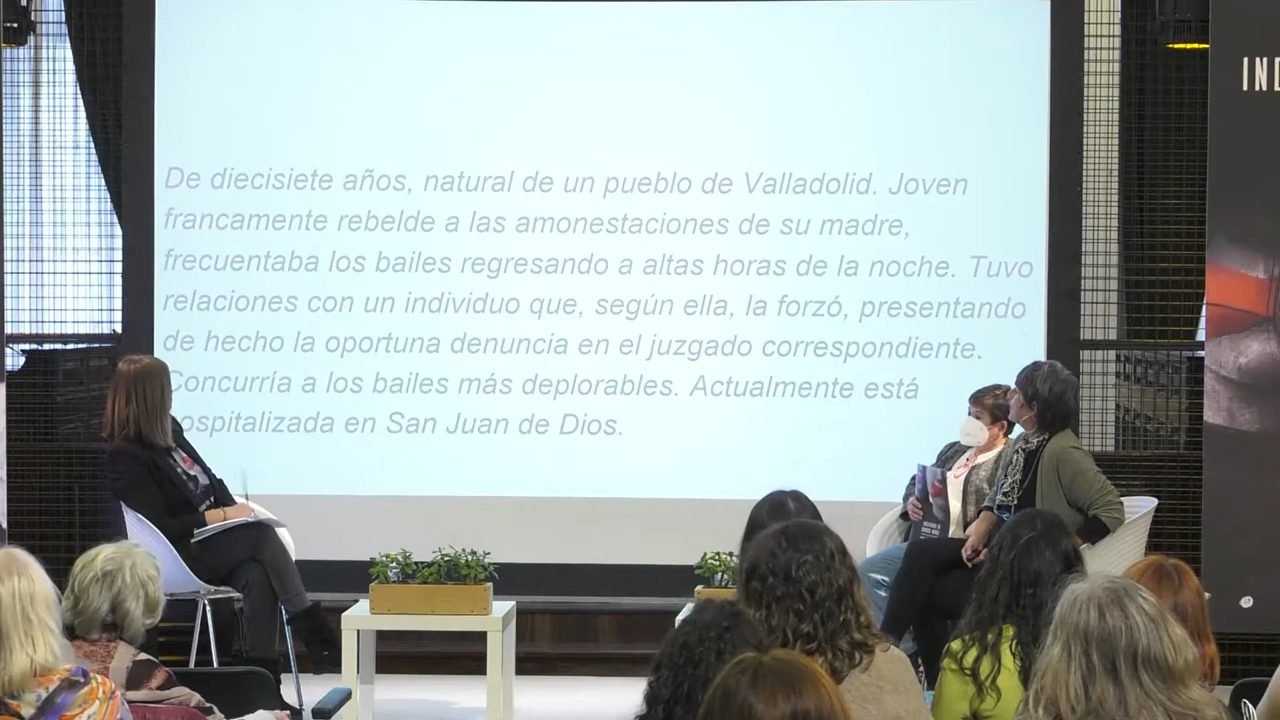 De diecisiete años, natural de un pueblo de Valladolid. Joven
francamente rebelde a las amonestaciones de su madre,
frecuentaba los bailes regresando a altas horas de la noche. Tuvo
relaciones con un individuo que, según ella, la forzó, presentando
de hecho la oportuna denuncia en el juzgado correspondiente.
Concurría a los bailes más deplorables. Actualmente está
ospitalizada en San Juan de Dios.
IND